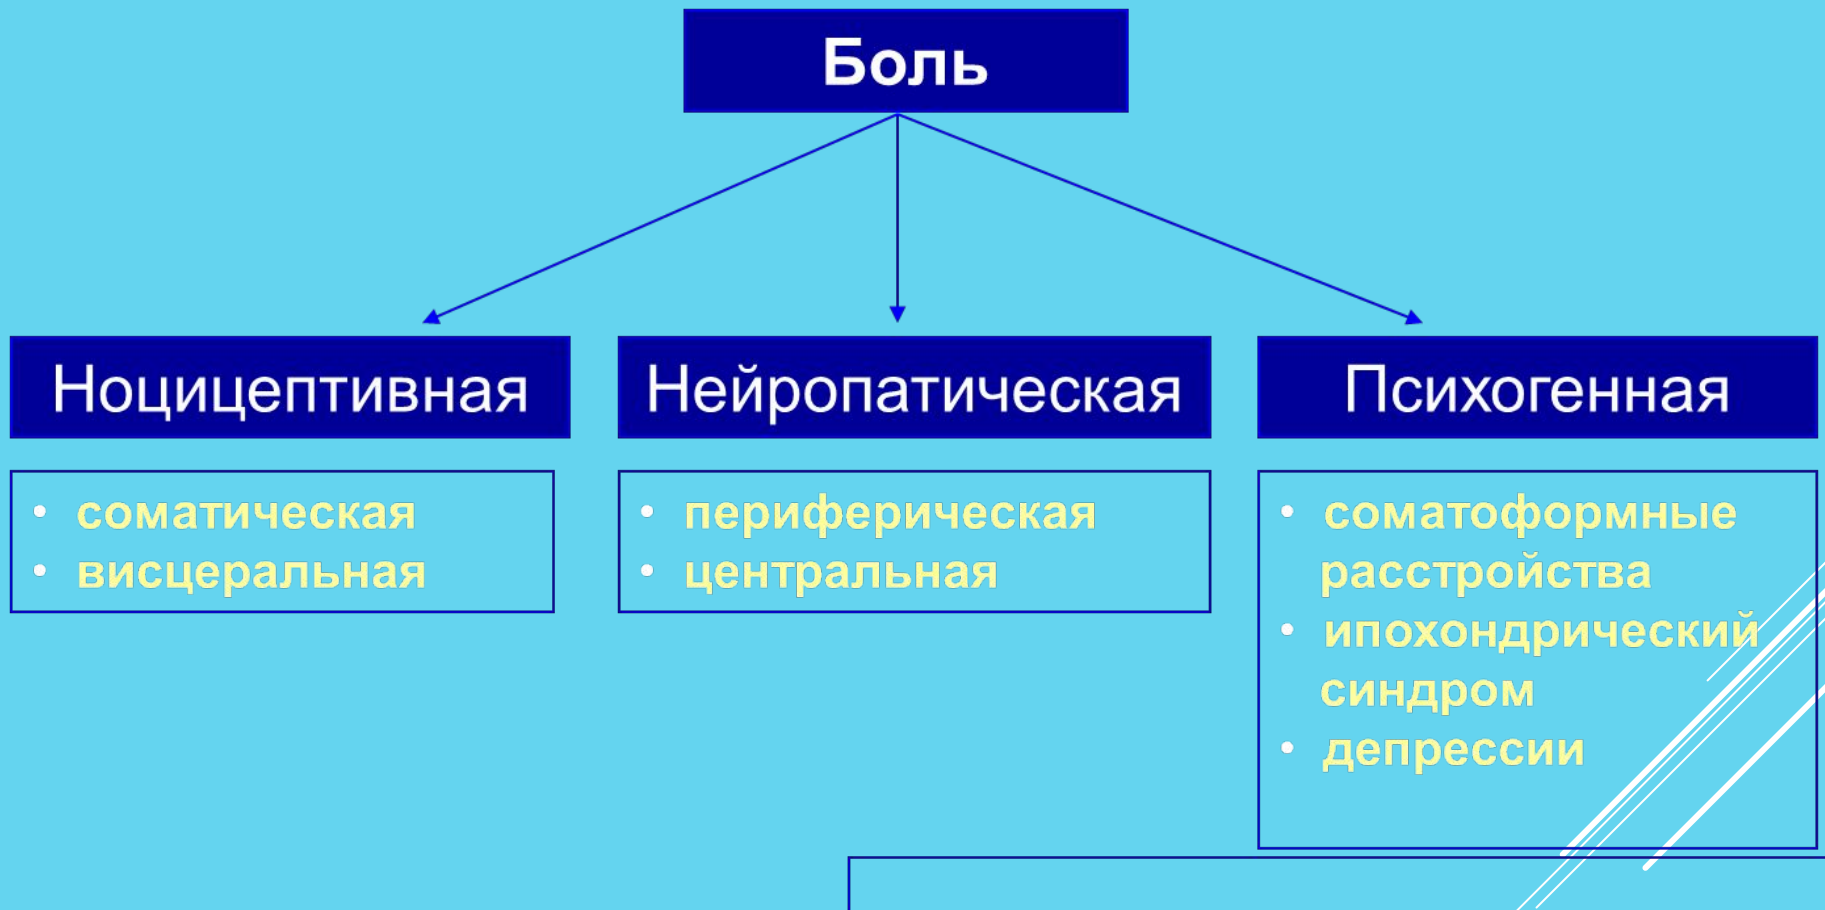 Боль
Ноцицептивная
Нейропатическая
Психогенная
• соматическая
• висцеральная
• периферическая
• центральная
• соматоформные
расстройства
• ипохондрический
синдром
• депрессии